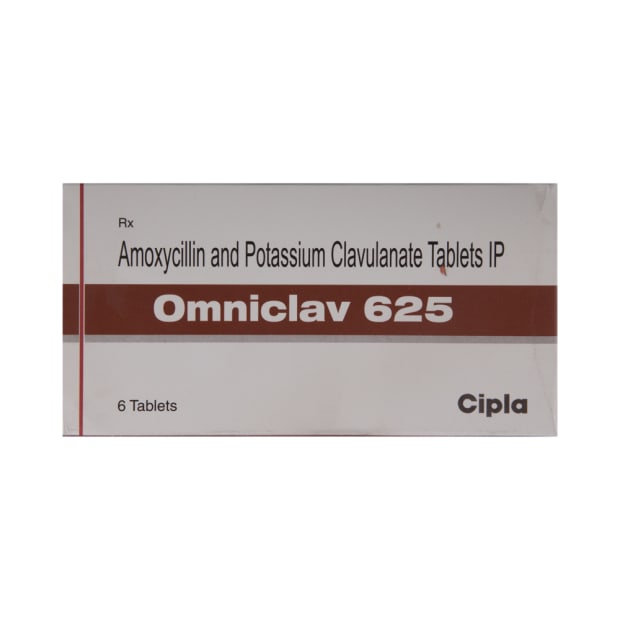 Rx
Amoxycillin and Potassium Clavulanate Tablets IP
Omniclav 625
6 Tablets
Cipla